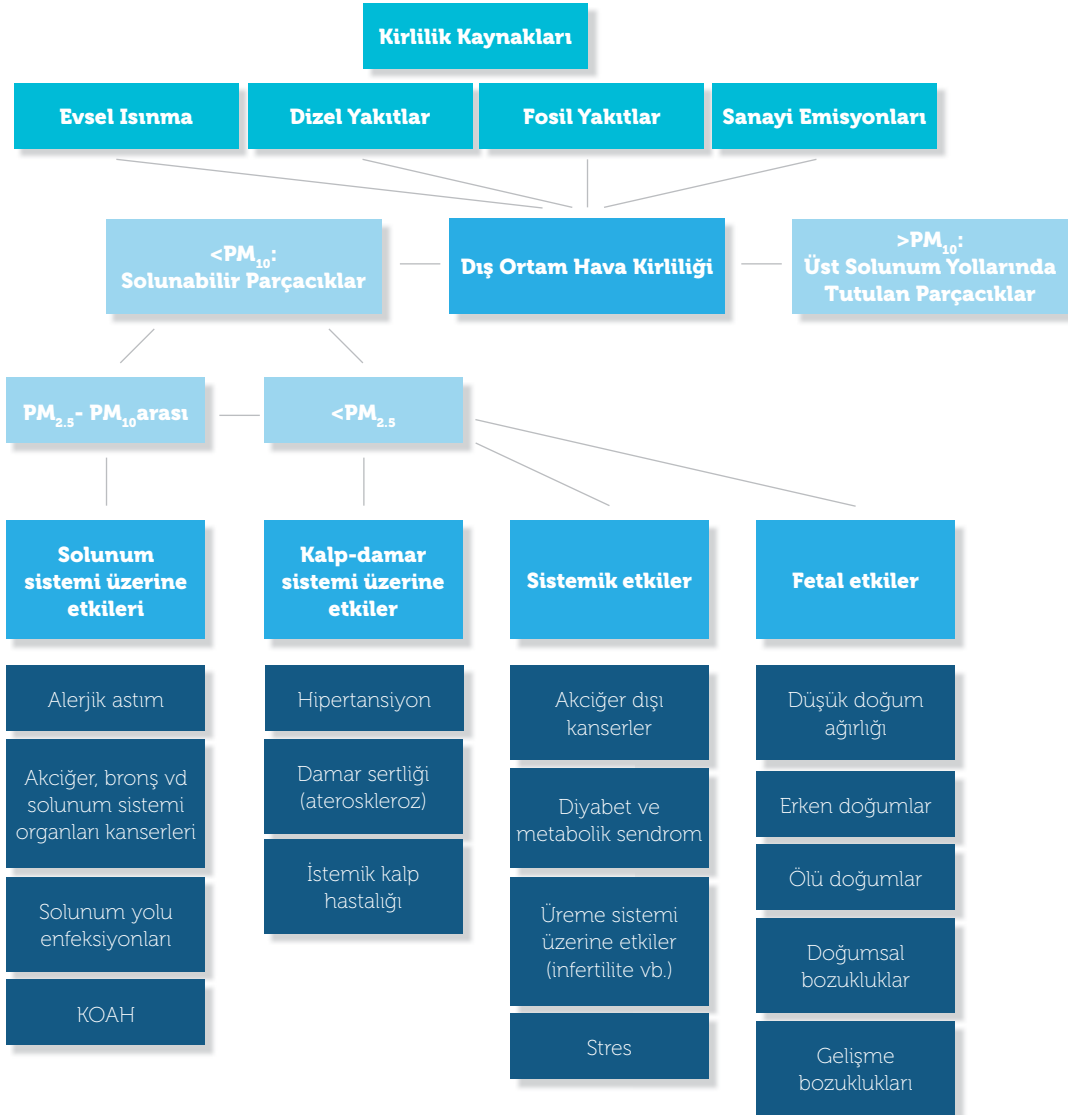 Kirlilik Kaynakları
Evsel Isınma
Dizel Yakıtlar
Fosil Yakıtlar
Sanayi Emisyonları
<PM₁₀:
Solunabilir Parçacıklar
Dış Ortam Hava Kirliliği
>PM₁₀:
Üst Solunum Yollarında
Tutulan Parçacıklar
PM₂.₅- PM₁₀arası
<PM₂.₅
Solunum
sistemi üzerine
etkileri
Kalp-damar
sistemi üzerine
etkiler
Sistemik etkiler
Fetal etkiler
Alerjik astım
Akciğer, bronş vd
solunum sistemi
organları kanserleri
Solunum yolu
enfeksiyonları
KOAH
Hipertansiyon
Damar sertliği
(ateroskleroz)
İstemik kalp
hastalığı
Akciğer dışı
kanserler
Diyabet ve
metabolik sendrom
Üreme sistemi
üzerine etkiler
(infertilite vb.)
Stres
Düşük doğum
ağırlığı
Erken doğumlar
Ölü doğumlar
Doğumsal
bozukluklar
Gelişme
bozuklukları